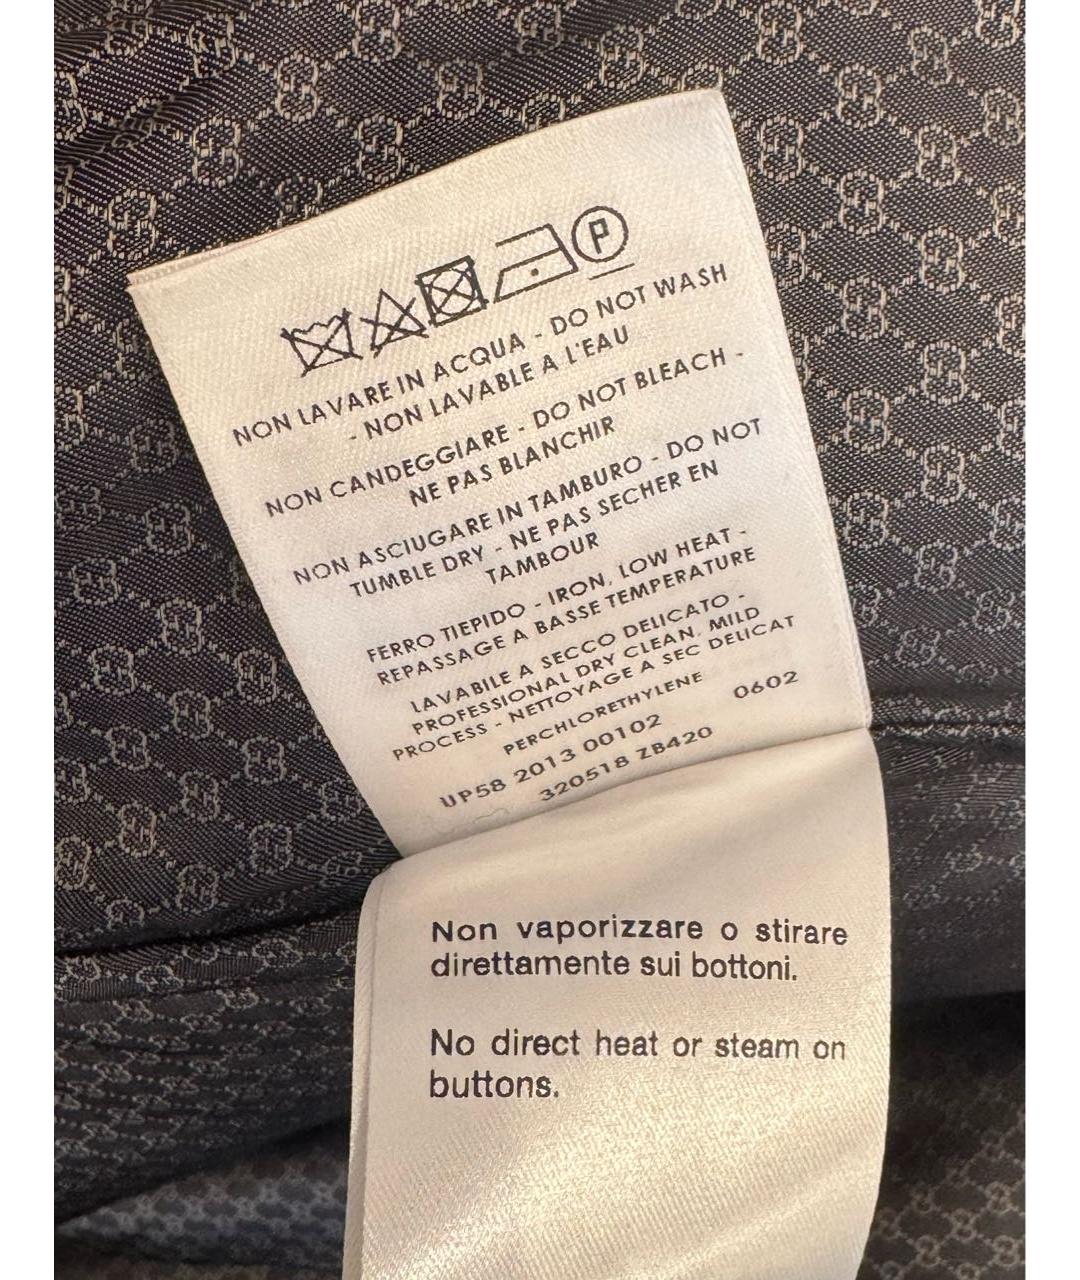 P
NON LAVARE IN ACQUA - DO NOT WASH
- NON LAVABLE A L'EAU
NON CANDEGGIARE - DO NOT BLEACH -
NE PAS BLANCHIR
NON ASCIUGARE IN TAMBURO - DO NOT
TUMBLE DRY - NE PAS SECHER EN
TAMBOUR
FERRO TIEPIDO - IRON, LOW HEAT -
REPASSAGE A BASSE TEMPERATURE
LAVABILE A SECCO DELICATO -
PROFESSIONAL DRY CLEAN, MILD
PROCESS - NETTOYAGE A SEC DELICAT
PERCHLORETHYLENE
UP58 2013 00102 0602
320518 ZB420
Non vaporizzare o stirare
direttamente sui bottoni.
No direct heat or steam on
buttons.